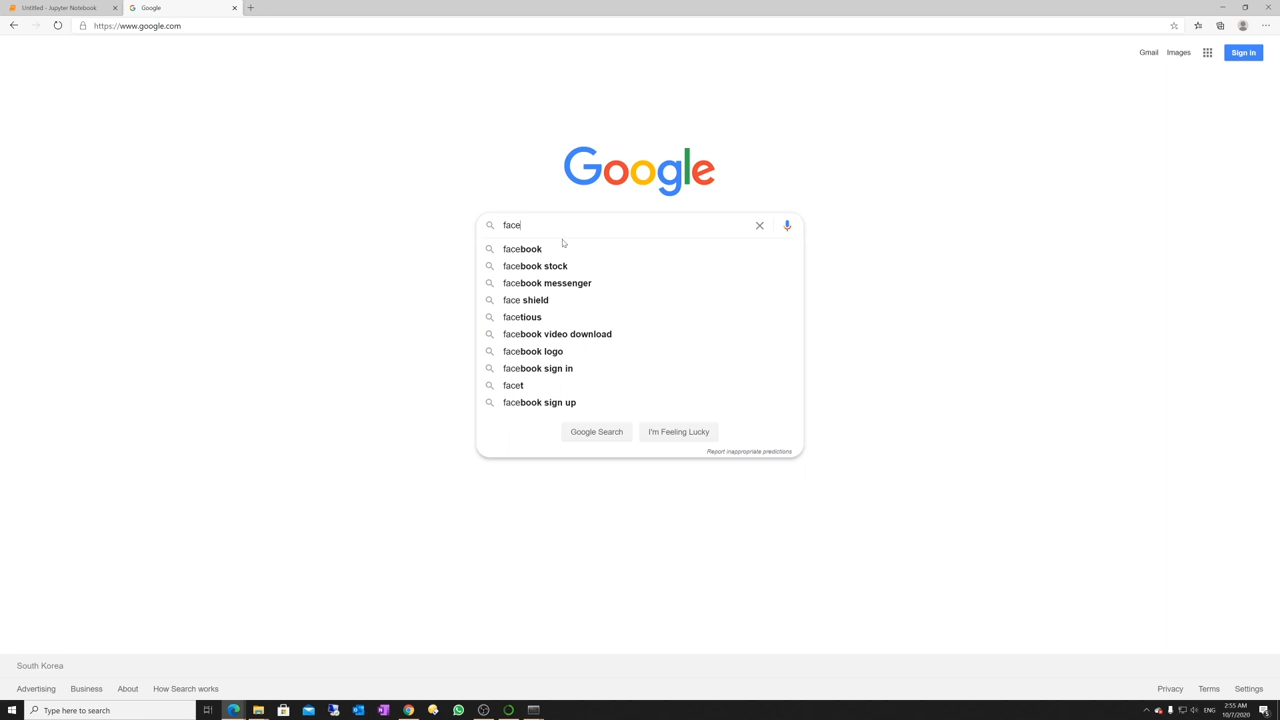 Untitled - Jupyter Notebook
Google
https://www.google.com
Gmail Images Sign in
Google
face
facebook
facebook stock
facebook messenger
face shield
facetious
facebook video download
facebook logo
facebook sign in
facet
facebook sign up
Google Search I'm Feeling Lucky
Report inappropriate predictions
South Korea
Advertising Business About How Search works Privacy Terms Settings
Type here to search
ENG
2:55 AM
10/7/2020